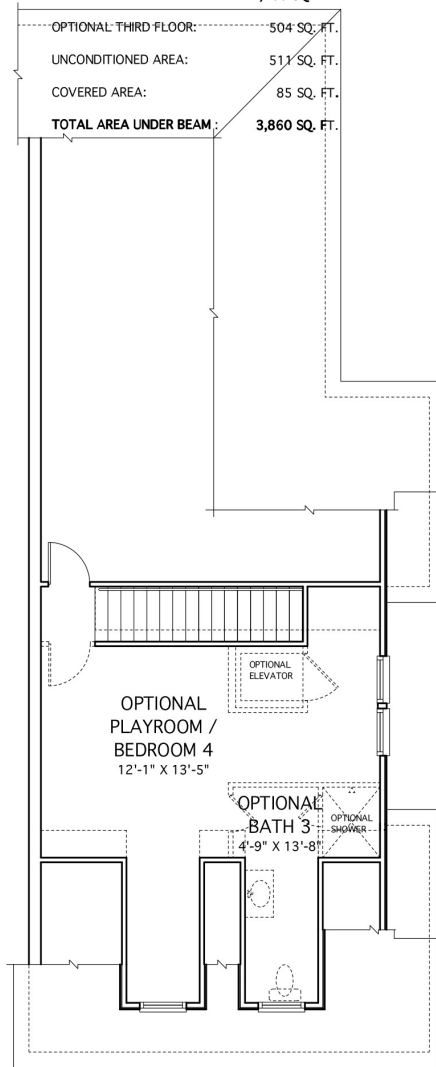 OPTIONAL THIRD FLOOR: 504 SQ. FT.
UNCONDITIONED AREA: 511 SQ. FT.
COVERED AREA: 85 SQ. FT.
TOTAL AREA UNDER BEAM : 3,860 SQ. FT.
OPTIONAL
ELEVATOR
OPTIONAL
PLAYROOM /
BEDROOM 4
12'-1" X 13'-5"
OPTIONAL
BATH 3
4'-9" X 13'-8"
OPTIONAL
SHOWER